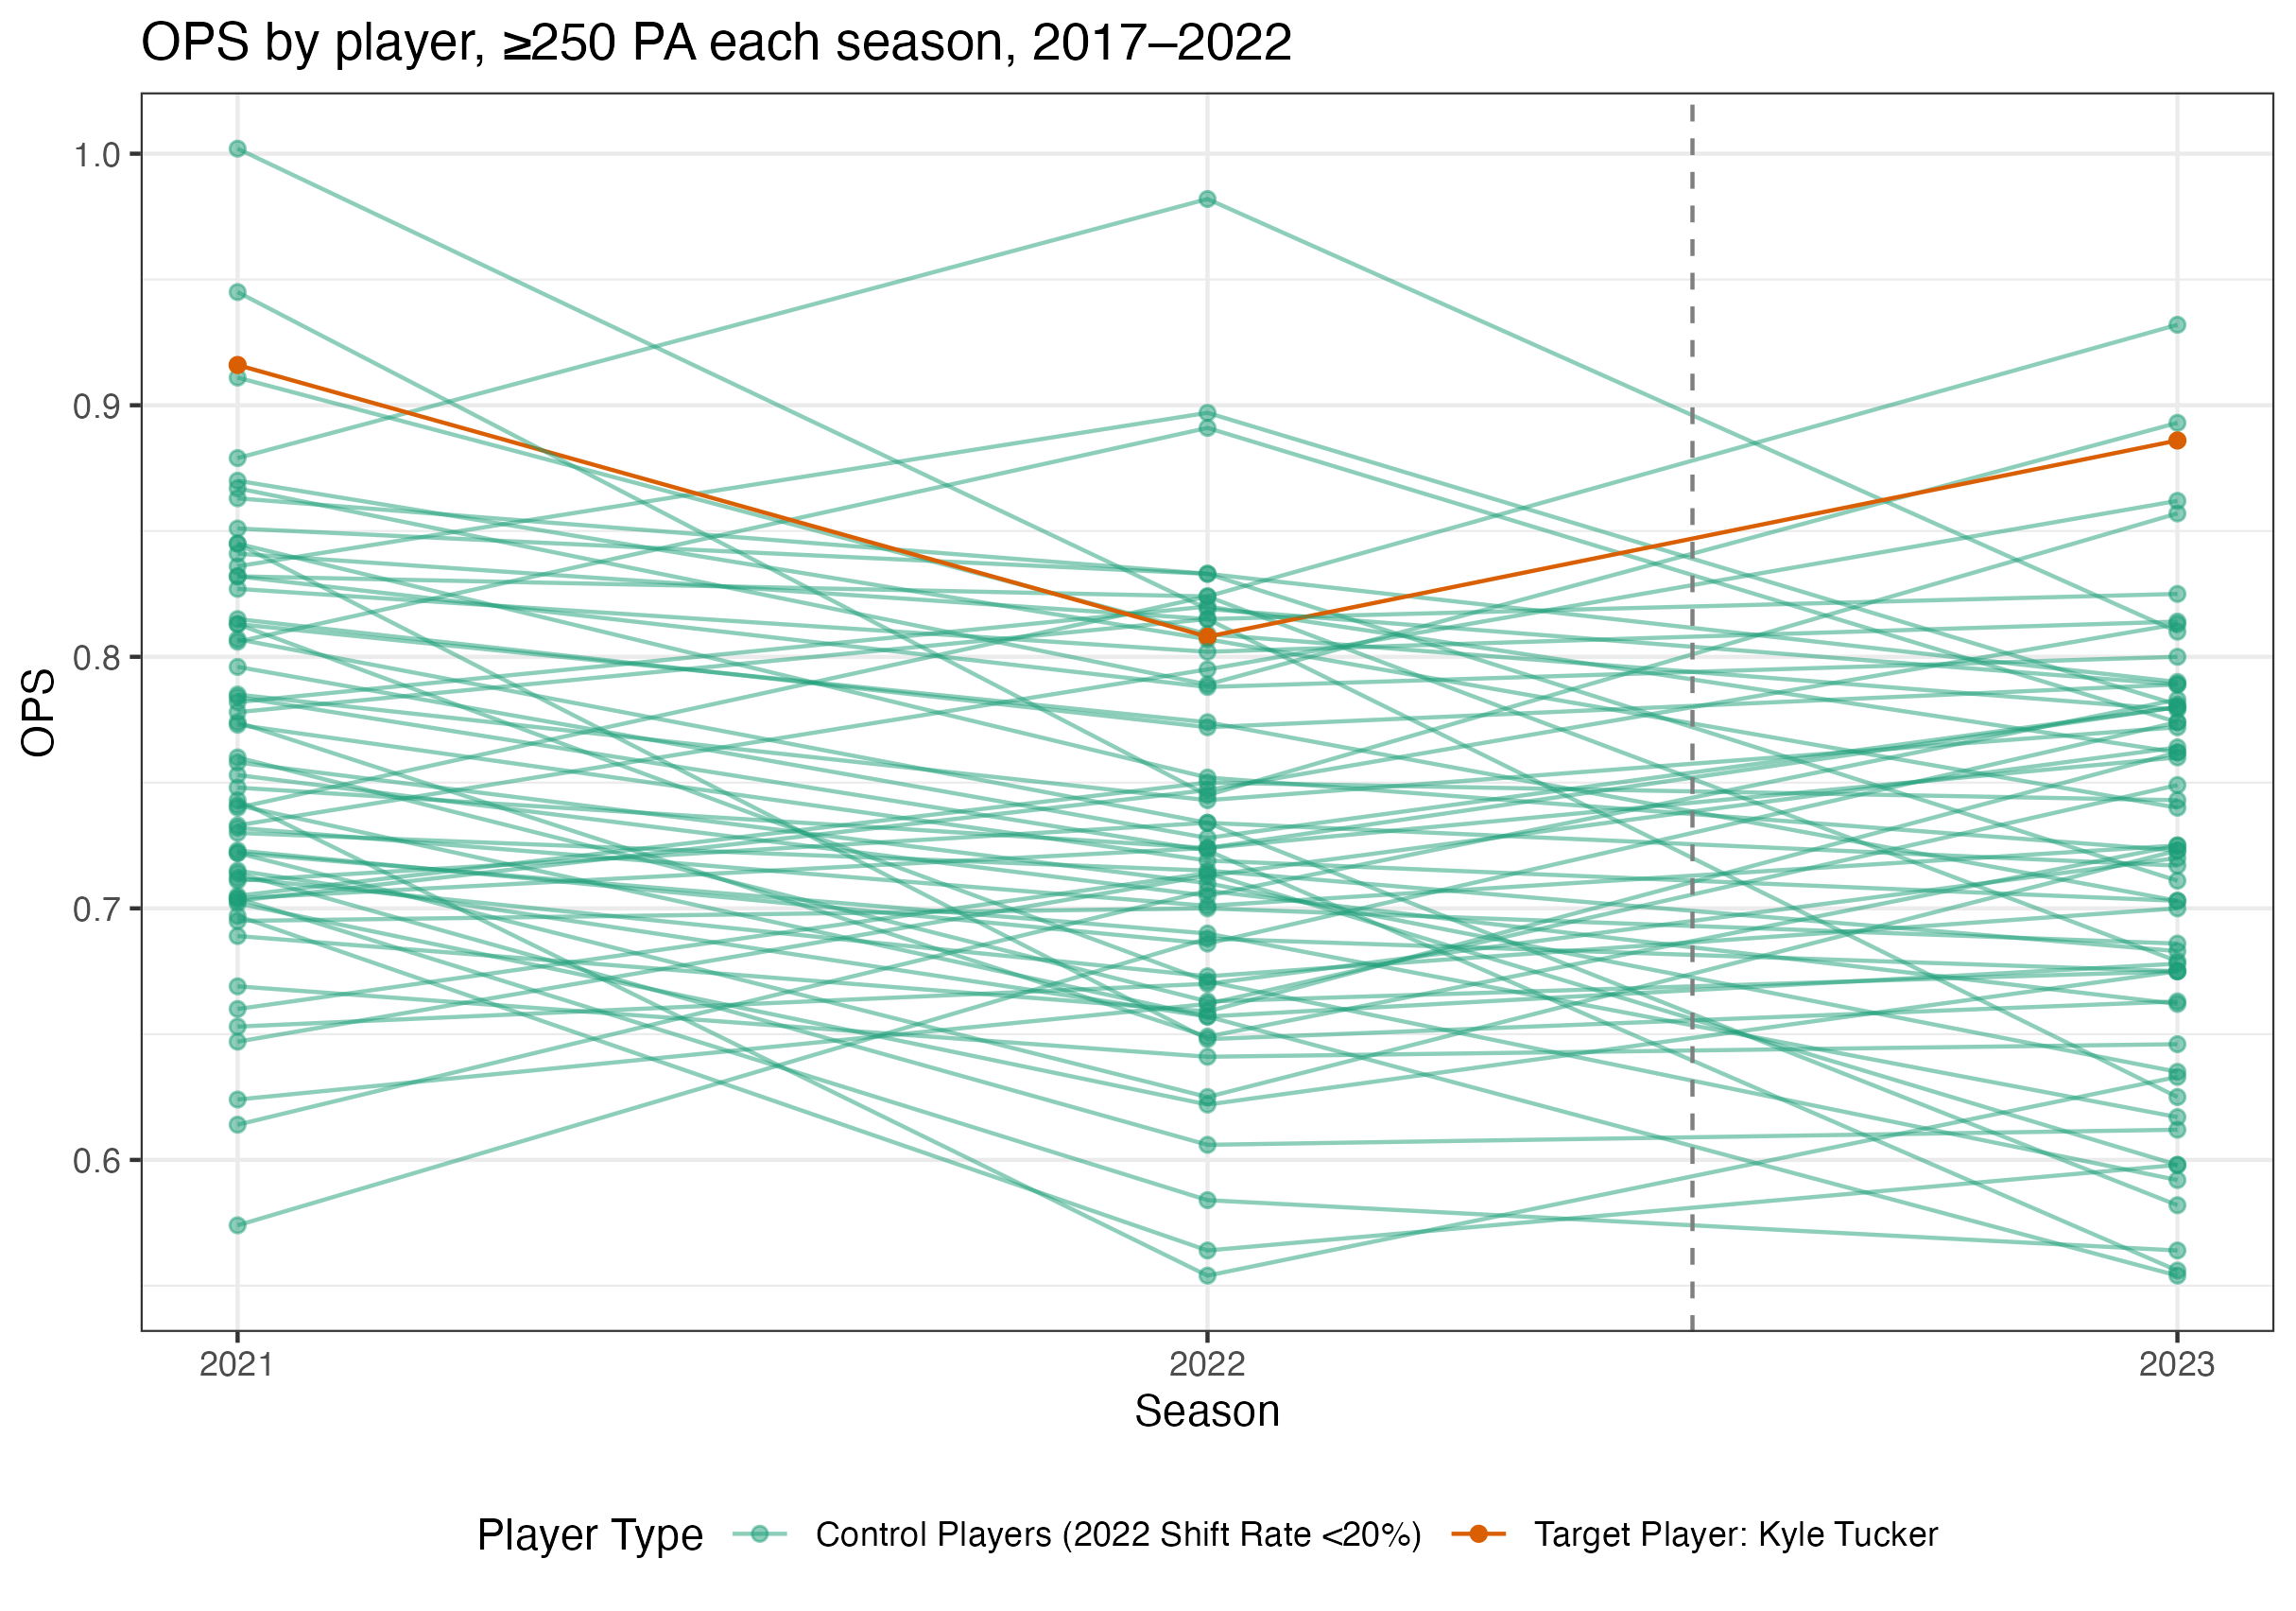 OPS by player, ≥250 PA each season, 2017–2022
OPS
1.0
0.9
0.8
0.7
0.6
2021 2022 2023
Season
Player Type Control Players (2022 Shift Rate <20%) Target Player: Kyle Tucker